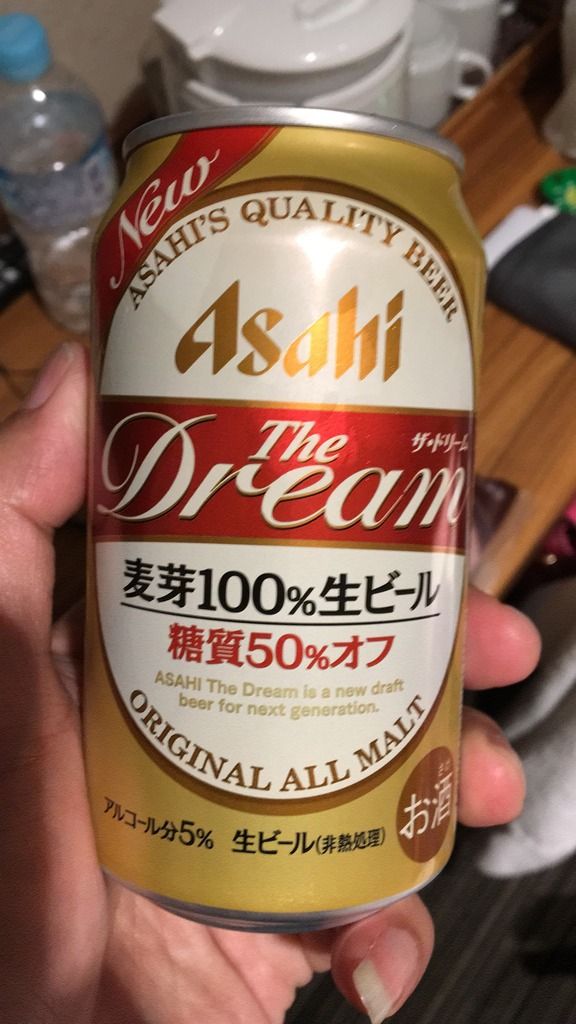 New
ASAHI'S QUALITY BEER
Asahi
ザ・ドリーム
The
Dream
麦芽100%生ビール
糖質50%オフ
ASAHI The Dream is a new draft
beer for next generation.
ORIGINAL ALL MALT
アルコール分5% 生ビール(非熱処理)
お酒